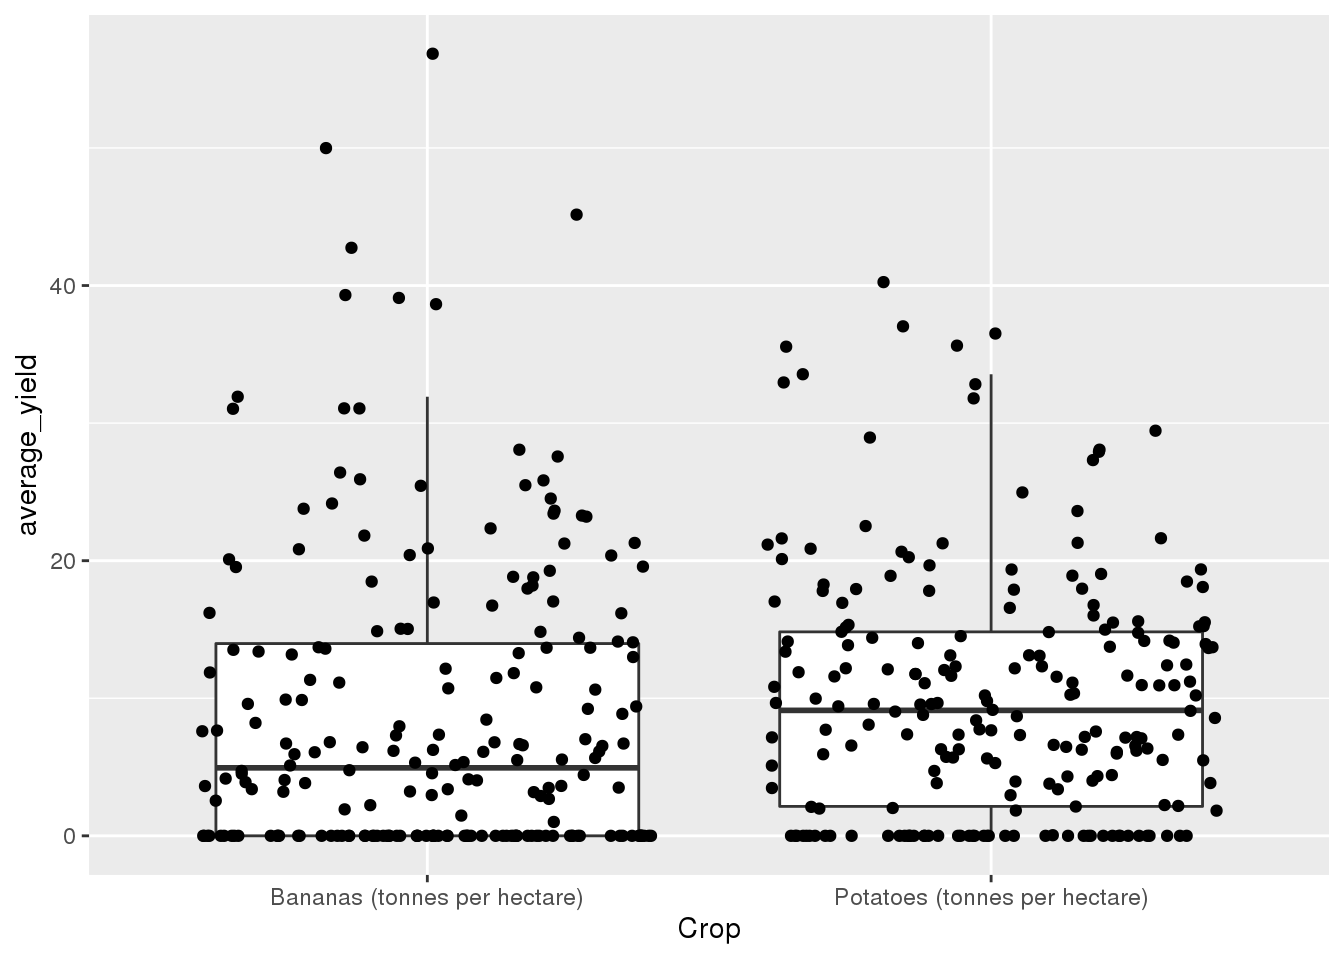 average_yield
40
20
0
Bananas (tonnes per hectare)
Potatoes (tonnes per hectare)
Crop